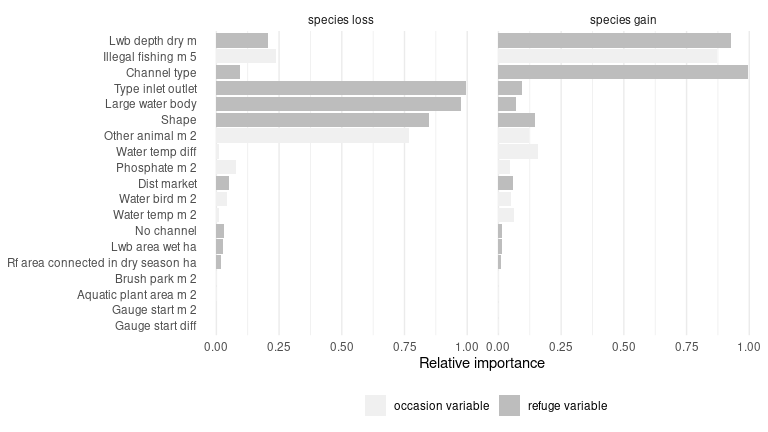 species loss
species gain
Lwb depth dry m
Illegal fishing m 5
Channel type
Type inlet outlet
Large water body
Shape
Other animal m 2
Water temp diff
Phosphate m 2
Dist market
Water bird m 2
Water temp m 2
No channel
Lwb area wet ha
Rf area connected in dry season ha
Brush park m 2
Aquatic plant area m 2
Gauge start m 2
Gauge start diff
0.00 0.25 0.50 0.75 1.00 0.00 0.25 0.50 0.75 1.00
Relative importance
occasion variable refuge variable